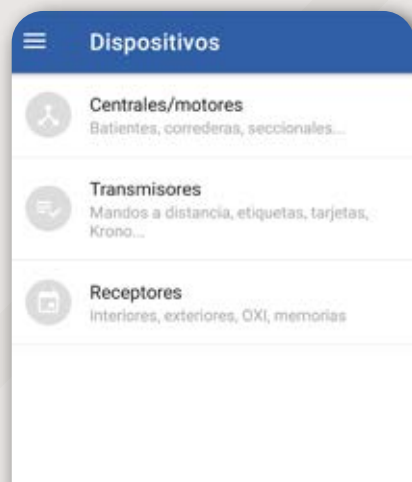 Dispositivos
Centrales/motores
Batientes, correderas, seccionales...
Transmisores
Mandos a distancia, etiquetas, tarjetas,
Krono...
Receptores
Interiores, exteriores, OXI, memorias